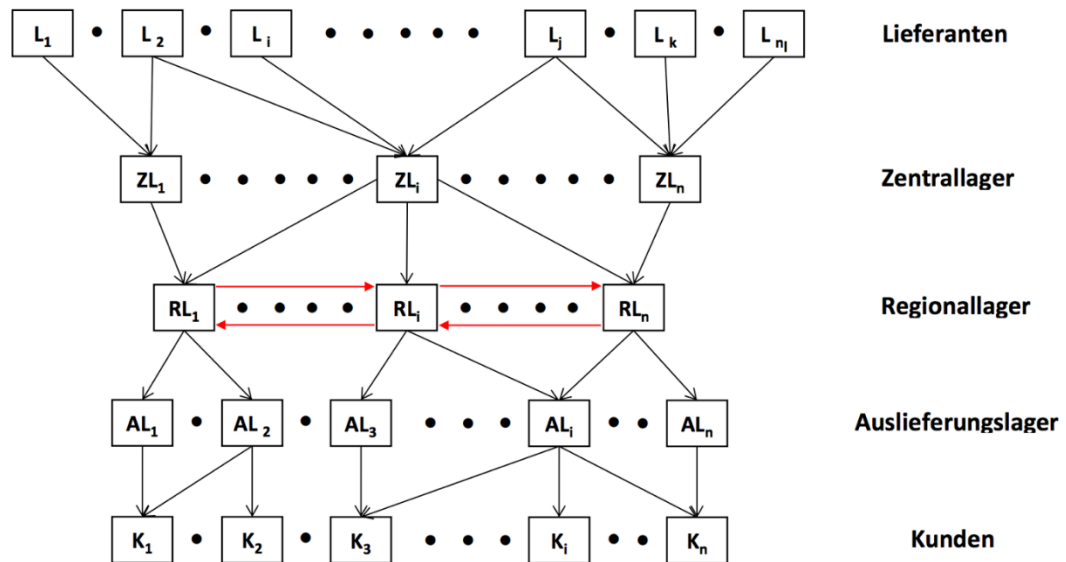 L₁ L₂ Lᵢ Lⱼ Lₖ Lₙₗ Lieferanten
ZL₁ ZLᵢ ZLₙ Zentrallager
RL₁ RLᵢ RLₙ Regionallager
AL₁ AL₂ AL₃ ALᵢ ALₙ Auslieferungslager
K₁ K₂ K₃ Kᵢ Kₙ Kunden